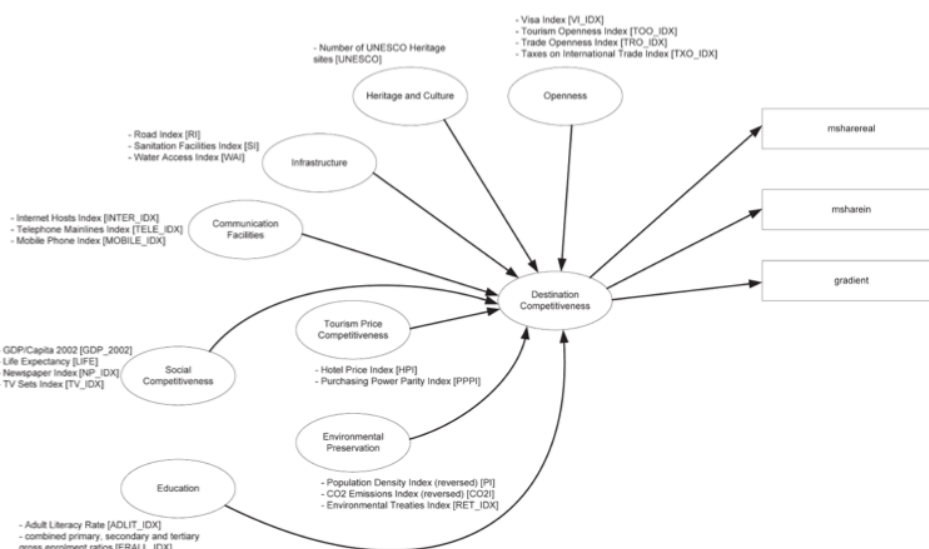 - Visa Index [VI_IDX]
- Tourism Openness Index [TOO_IDX]
- Trade Openness Index [TRO_IDX]
- Taxes on International Trade Index [TXO_IDX]
- Number of UNESCO Heritage
sites [UNESCO]
Heritage and Culture
Openness
msharereal
- Road Index [RI]
- Sanitation Facilities Index [SI]
- Water Access Index [WAI]
Infrastructure
- Internet Hosts Index [INTER_IDX]
- Telephone Mainlines Index [TELE_IDX]
- Mobile Phone Index [MOBILE_IDX]
Communication
Facilities
msharein
gradient
Destination
Competitiveness
Tourism Price
Competitiveness
- Hotel Price Index [HPI]
- Purchasing Power Parity Index [PPPI]
- GDP/Capita 2002 [GDP_2002]
- Life Expectancy [LIFE]
- Newspaper Index [NP_IDX]
- TV Sets Index [TV_IDX]
Social
Competitiveness
Environmental
Preservation
- Population Density Index (reversed) [PI]
- CO2 Emissions Index (reversed) [CO2I]
- Environmental Treaties Index [RET_IDX]
Education
- Adult Literacy Rate [ADLIT_IDX]
- combined primary, secondary and tertiary
gross enrolment ratios [ERALL_IDX]